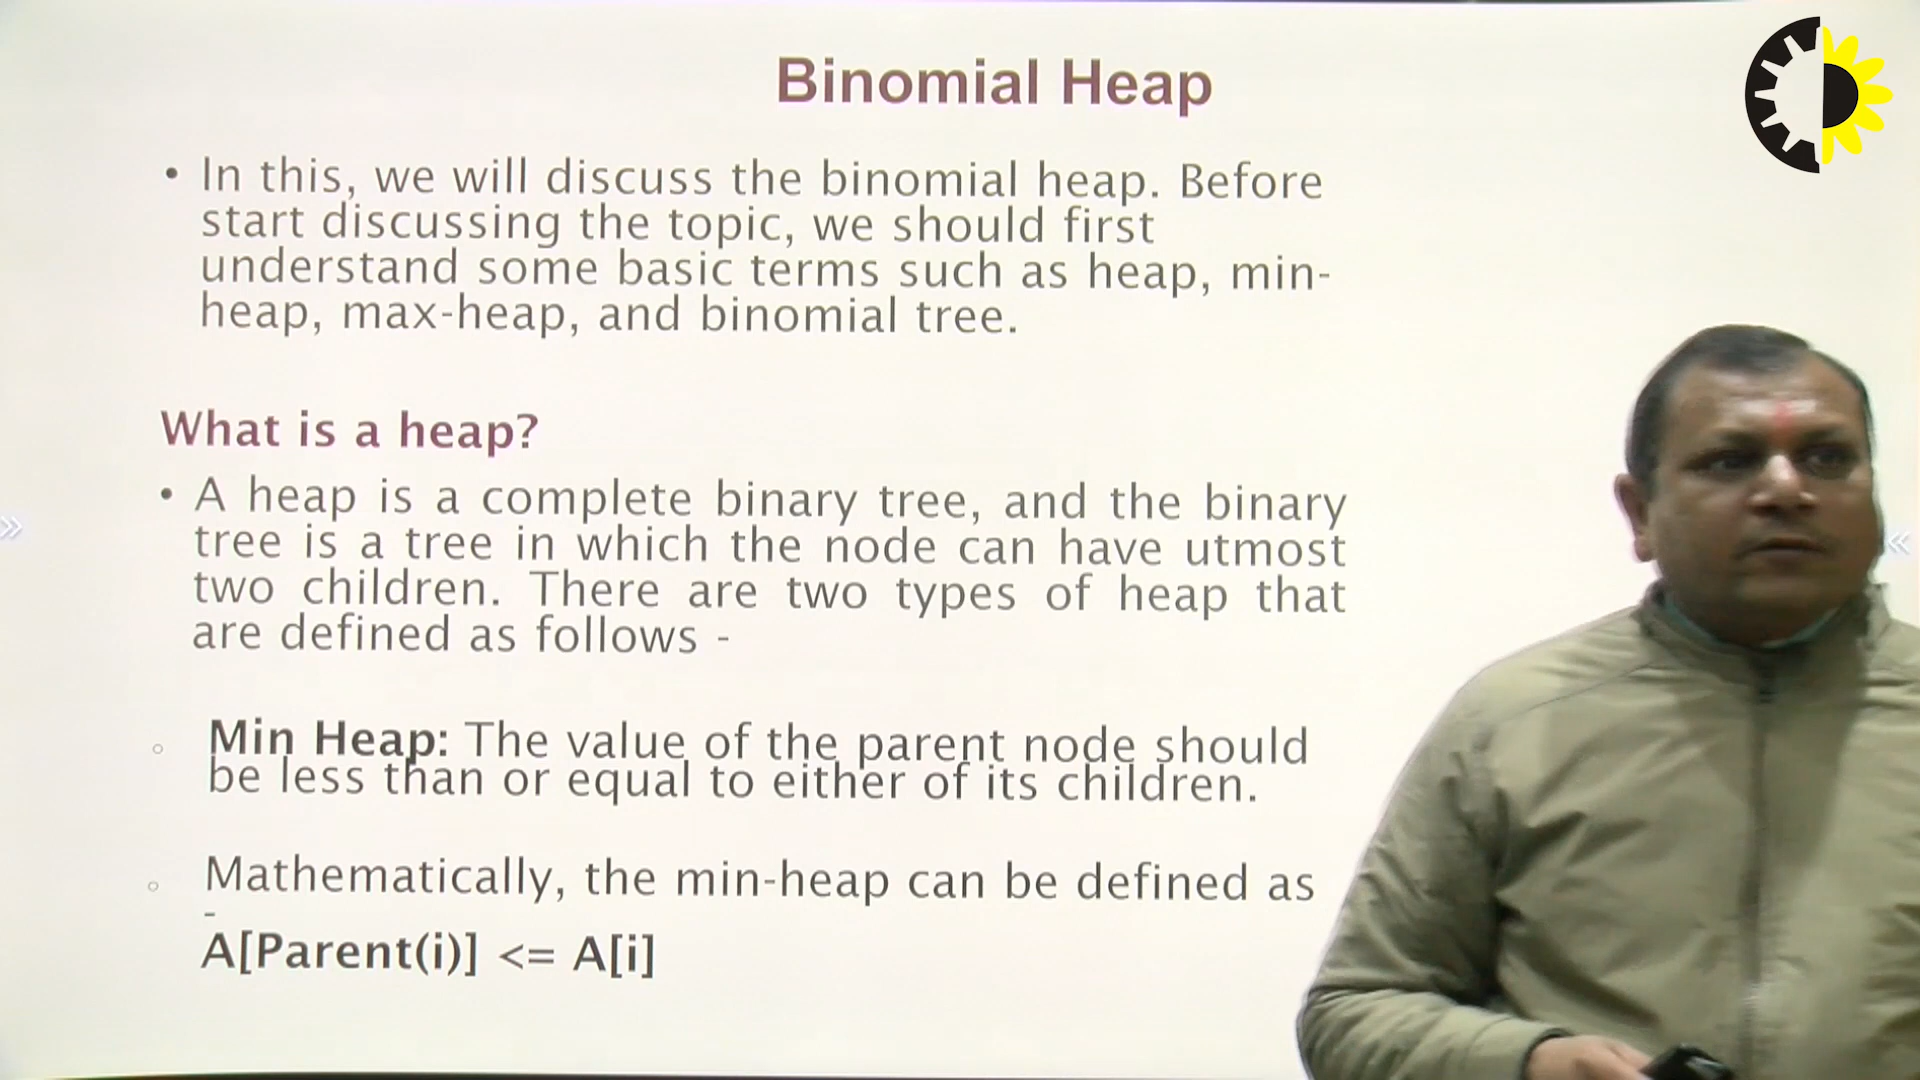 Binomial Heap
• In this, we will discuss the binomial heap. Before
start discussing the topic, we should first
understand some basic terms such as heap, min-
heap, max-heap, and binomial tree.
What is a heap?
• A heap is a complete binary tree, and the binary
tree is a tree in which the node can have utmost
two children. There are two types of heap that
are defined as follows -
○ Min Heap: The value of the parent node should
be less than or equal to either of its children.
○ Mathematically, the min-heap can be defined as
-
A[Parent(i)] <= A[i]